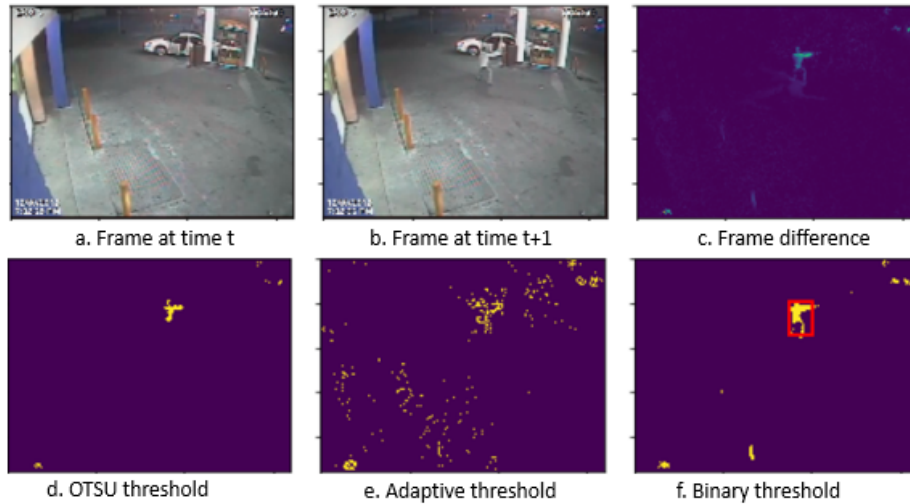 a. Frame at time t
b. Frame at time t+1
c. Frame difference
d. OTSU threshold
e. Adaptive threshold
f. Binary threshold